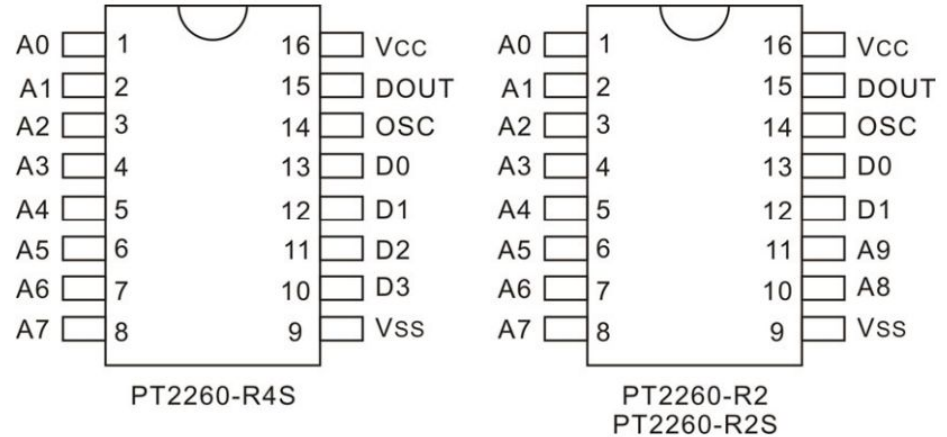 A0 1 16 VCC
A1 2 15 DOUT
A2 3 14 OSC
A3 4 13 D0
A4 5 12 D1
A5 6 11 D2
A6 7 10 D3
A7 8 9 VSS
PT2260-R4S
A0 1 16 VCC
A1 2 15 DOUT
A2 3 14 OSC
A3 4 13 D0
A4 5 12 D1
A5 6 11 A9
A6 7 10 A8
A7 8 9 VSS
PT2260-R2
PT2260-R2S